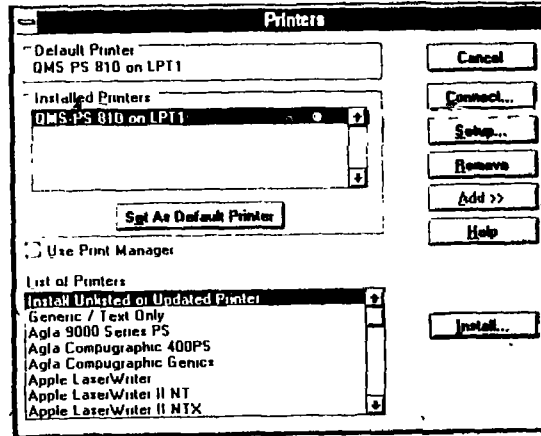 Printers
Default Printer
QMS-PS 810 on LPT1
Installed Printers
QMS-PS 810 on LPT1
Set As Default Printer
Use Print Manager
List of Printers
Install Unlisted or Updated Printer
Generic / Text Only
Agfa 9000 Series PS
Agfa Compugraphic 400PS
Agfa Compugraphic Genics
Apple LaserWriter
Apple LaserWriter II NT
Apple LaserWriter II NTX
Cancel
Connect...
Setup...
Remove
Add >>
Help
Install...